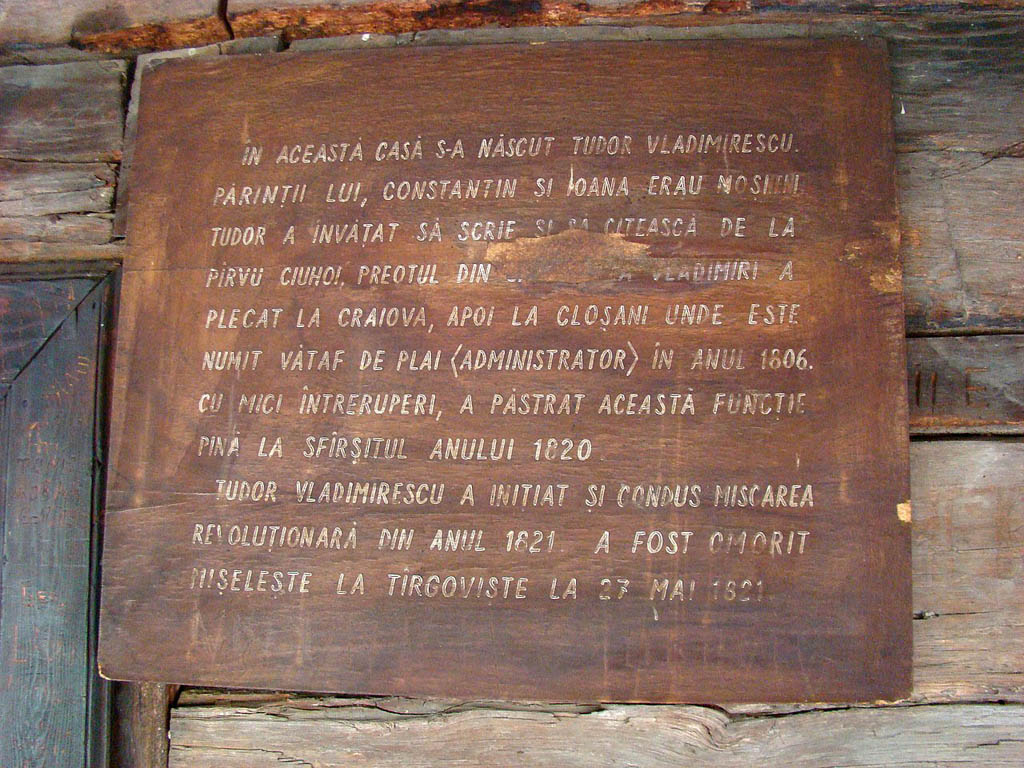 ÎN ACEASTĂ CASĂ S-A NĂSCUT TUDOR VLADIMIRESCU.
PĂRINȚII LUI, CONSTANTIN ȘI IOANA ERAU MOȘNENI.
TUDOR A ÎNVĂȚAT SĂ SCRIE ȘI SĂ CITEASCĂ DE LA
PÎRVU CIUHOI, PREOTUL DIN VLADIMIRI A
PLECAT LA CRAIOVA, APOI LA CLOȘANI UNDE ESTE
NUMIT VĂTAF DE PLAI (ADMINISTRATOR) ÎN ANUL 1806.
CU MICI ÎNTRERUPERI, A PĂSTRAT ACEASTĂ FUNCȚIE
PINĂ LA SFÎRȘITUL ANULUI 1820
TUDOR VLADIMIRESCU A INIȚIAT ȘI CONDUS MISCAREA
REVOLUȚIONARĂ DIN ANUL 1821. A FOST OMORIT
MIȘELEȘTE LA TÎRGOVIȘTE LA 27 MAI 1821.